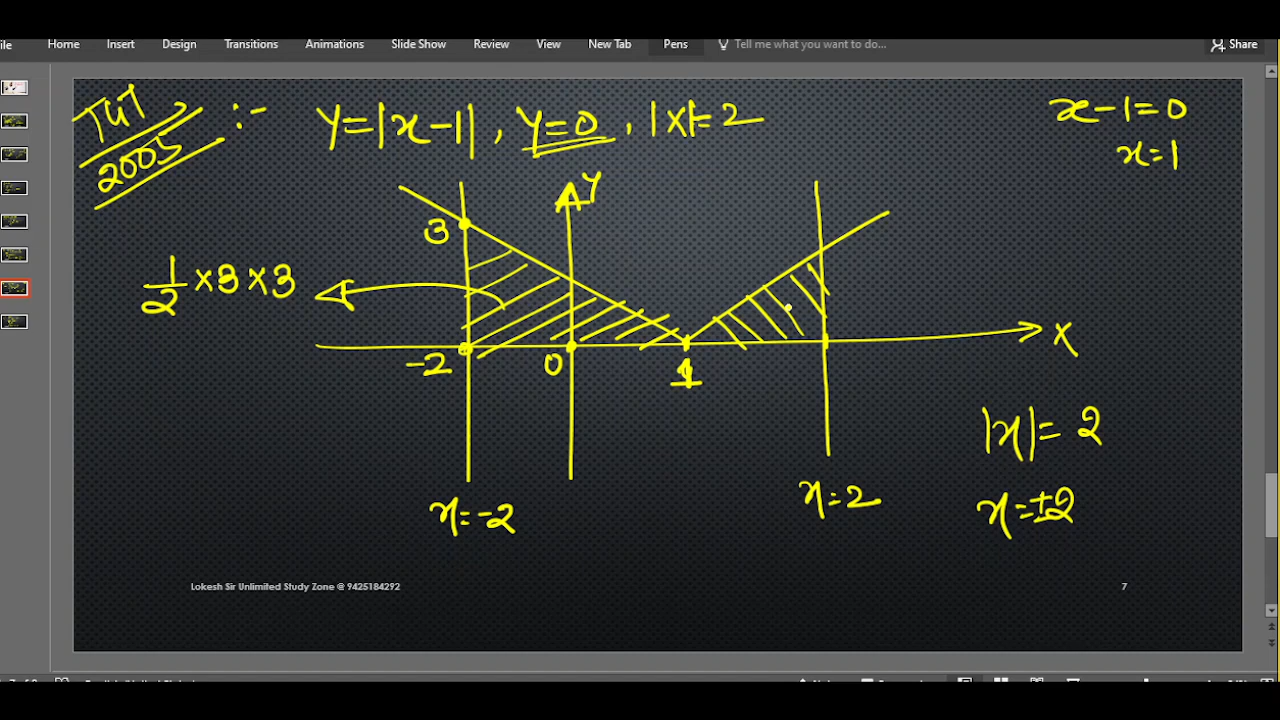 File Home Insert Design Transitions Animations Slide Show Review View New Tab Pens Tell me what you want to do... Share
:- Y=|x-1|, Y=0, |X|=2
2005
x-1=0
x=1
Y
3
1/2 ×3×3
-2 0 1 X
|x|=2
x=-2 x=2 x=±2
Lokesh Sir Unlimited Study Zone @ 9425184292 7